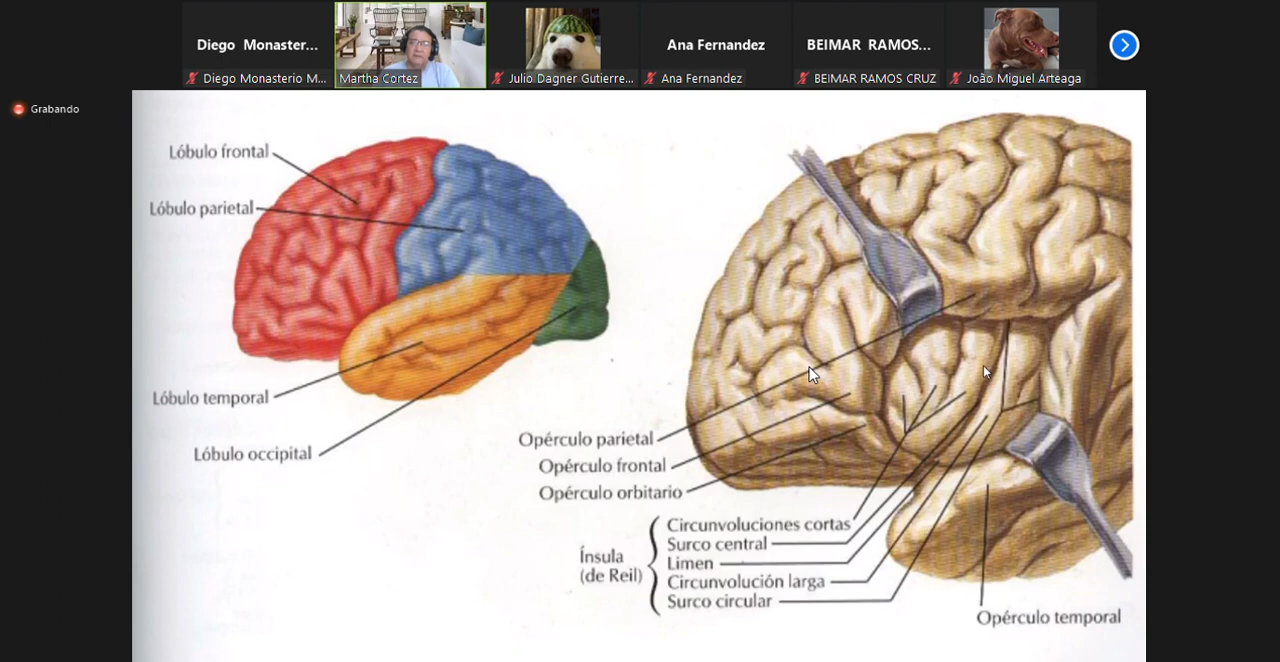 Diego Monaster...
Ana Fernandez
BEIMAR RAMOS...
Diego Monasterio M...
Martha Cortez
Julio Dagner Gutierre...
Ana Fernandez
BEIMAR RAMOS CRUZ
João Miguel Arteaga
Grabando
Lóbulo frontal
Lóbulo parietal
Lóbulo temporal
Lóbulo occipital
Opérculo parietal
Opérculo frontal
Opérculo orbitario
Ínsula
(de Reil)
Circunvoluciones cortas
Surco central
Limen
Circunvolución larga
Surco circular
Opérculo temporal